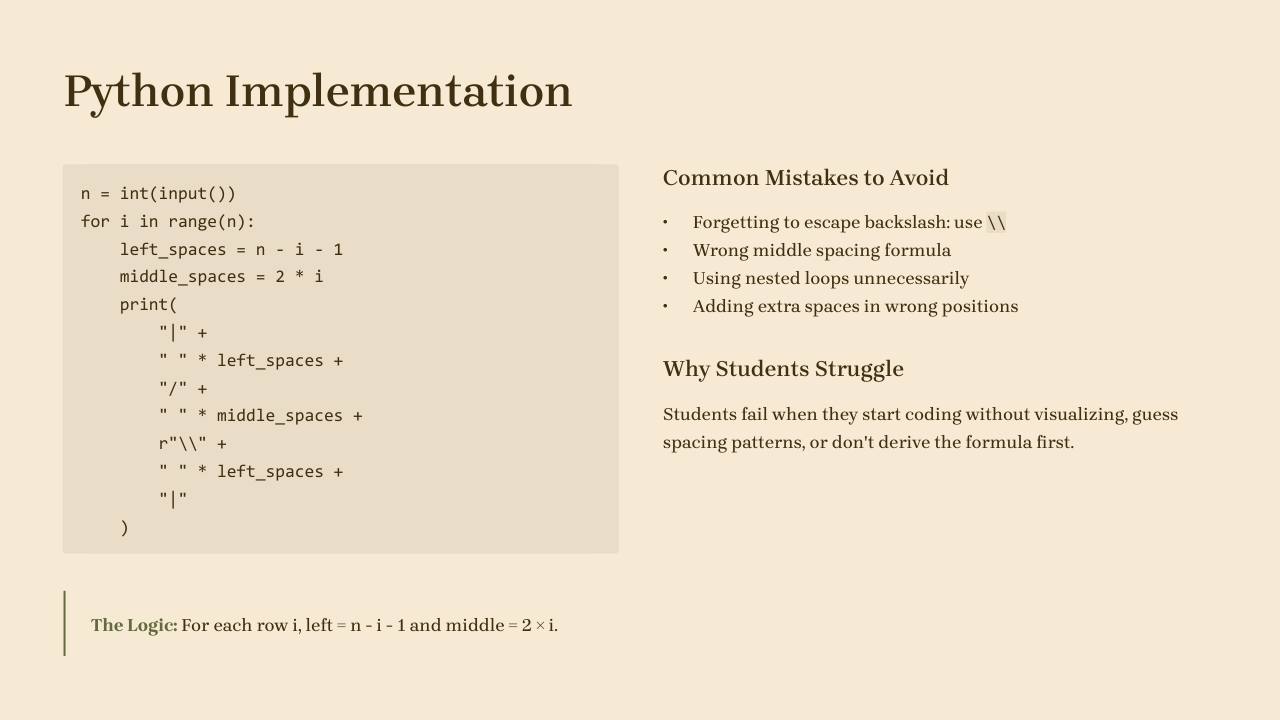 Python Implementation
n = int(input())
for i in range(n):
    left_spaces = n - i - 1
    middle_spaces = 2 * i
    print(
        "|" +
        " " * left_spaces +
        "/" +
        " " * middle_spaces +
        r"\\" +
        " " * left_spaces +
        "|"
    )
The Logic: For each row i, left = n - i - 1 and middle = 2 × i.
Common Mistakes to Avoid
• Forgetting to escape backslash: use \\
• Wrong middle spacing formula
• Using nested loops unnecessarily
• Adding extra spaces in wrong positions
Why Students Struggle
Students fail when they start coding without visualizing, guess
spacing patterns, or don't derive the formula first.